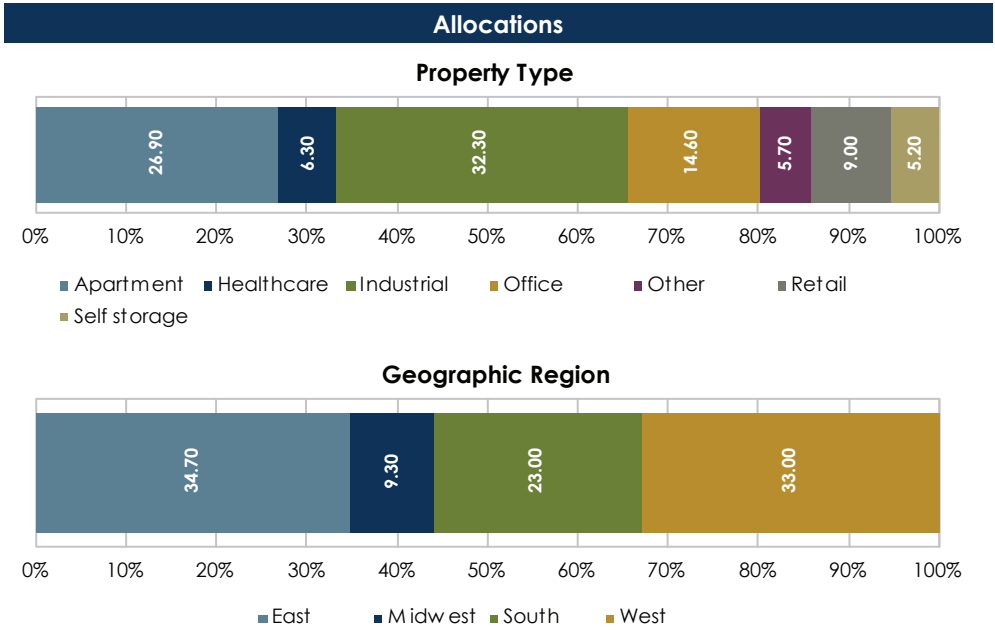 Allocations
Property Type
26.90 6.30 32.30 14.60 5.70 9.00 5.20
0% 10% 20% 30% 40% 50% 60% 70% 80% 90% 100%
Apartment Healthcare Industrial Office Other Retail
Self storage
Geographic Region
34.70 9.30 23.00 33.00
0% 10% 20% 30% 40% 50% 60% 70% 80% 90% 100%
East Midwest South West